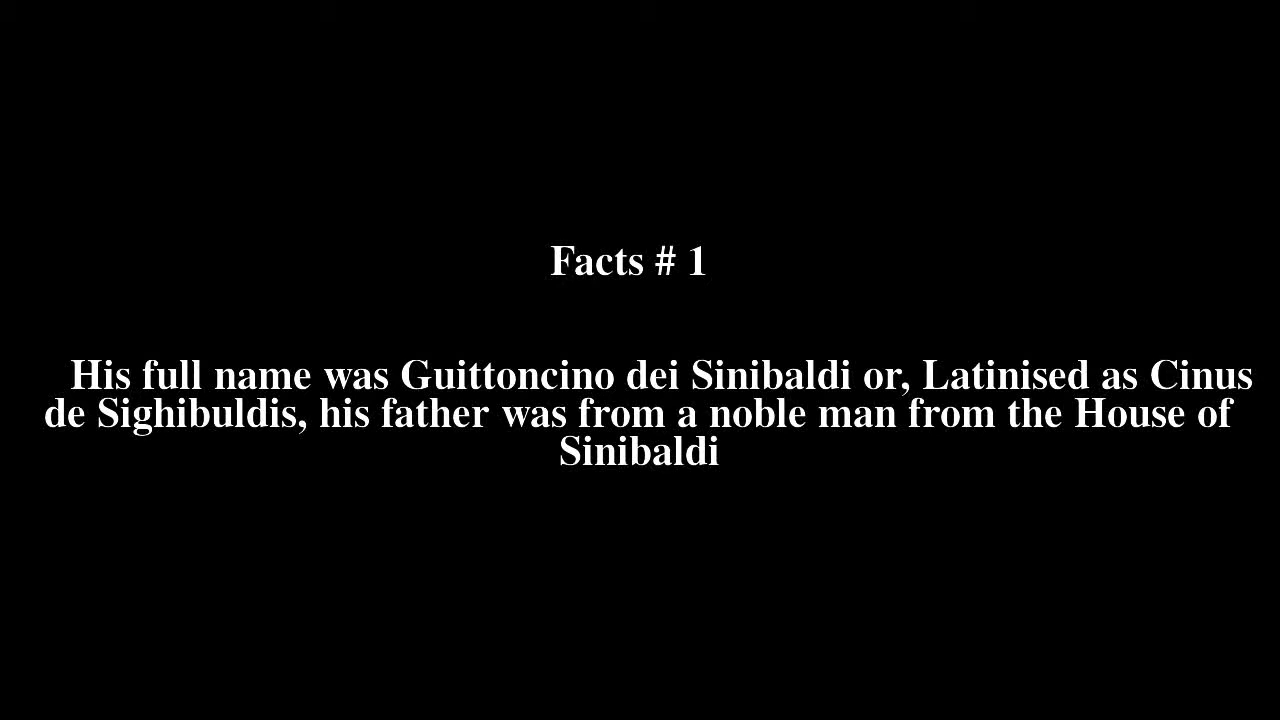 Facts # 1
His full name was Guittoncino dei Sinibaldi or, Latinised as Cinus
de Sighibuldis, his father was from a noble man from the House of
Sinibaldi